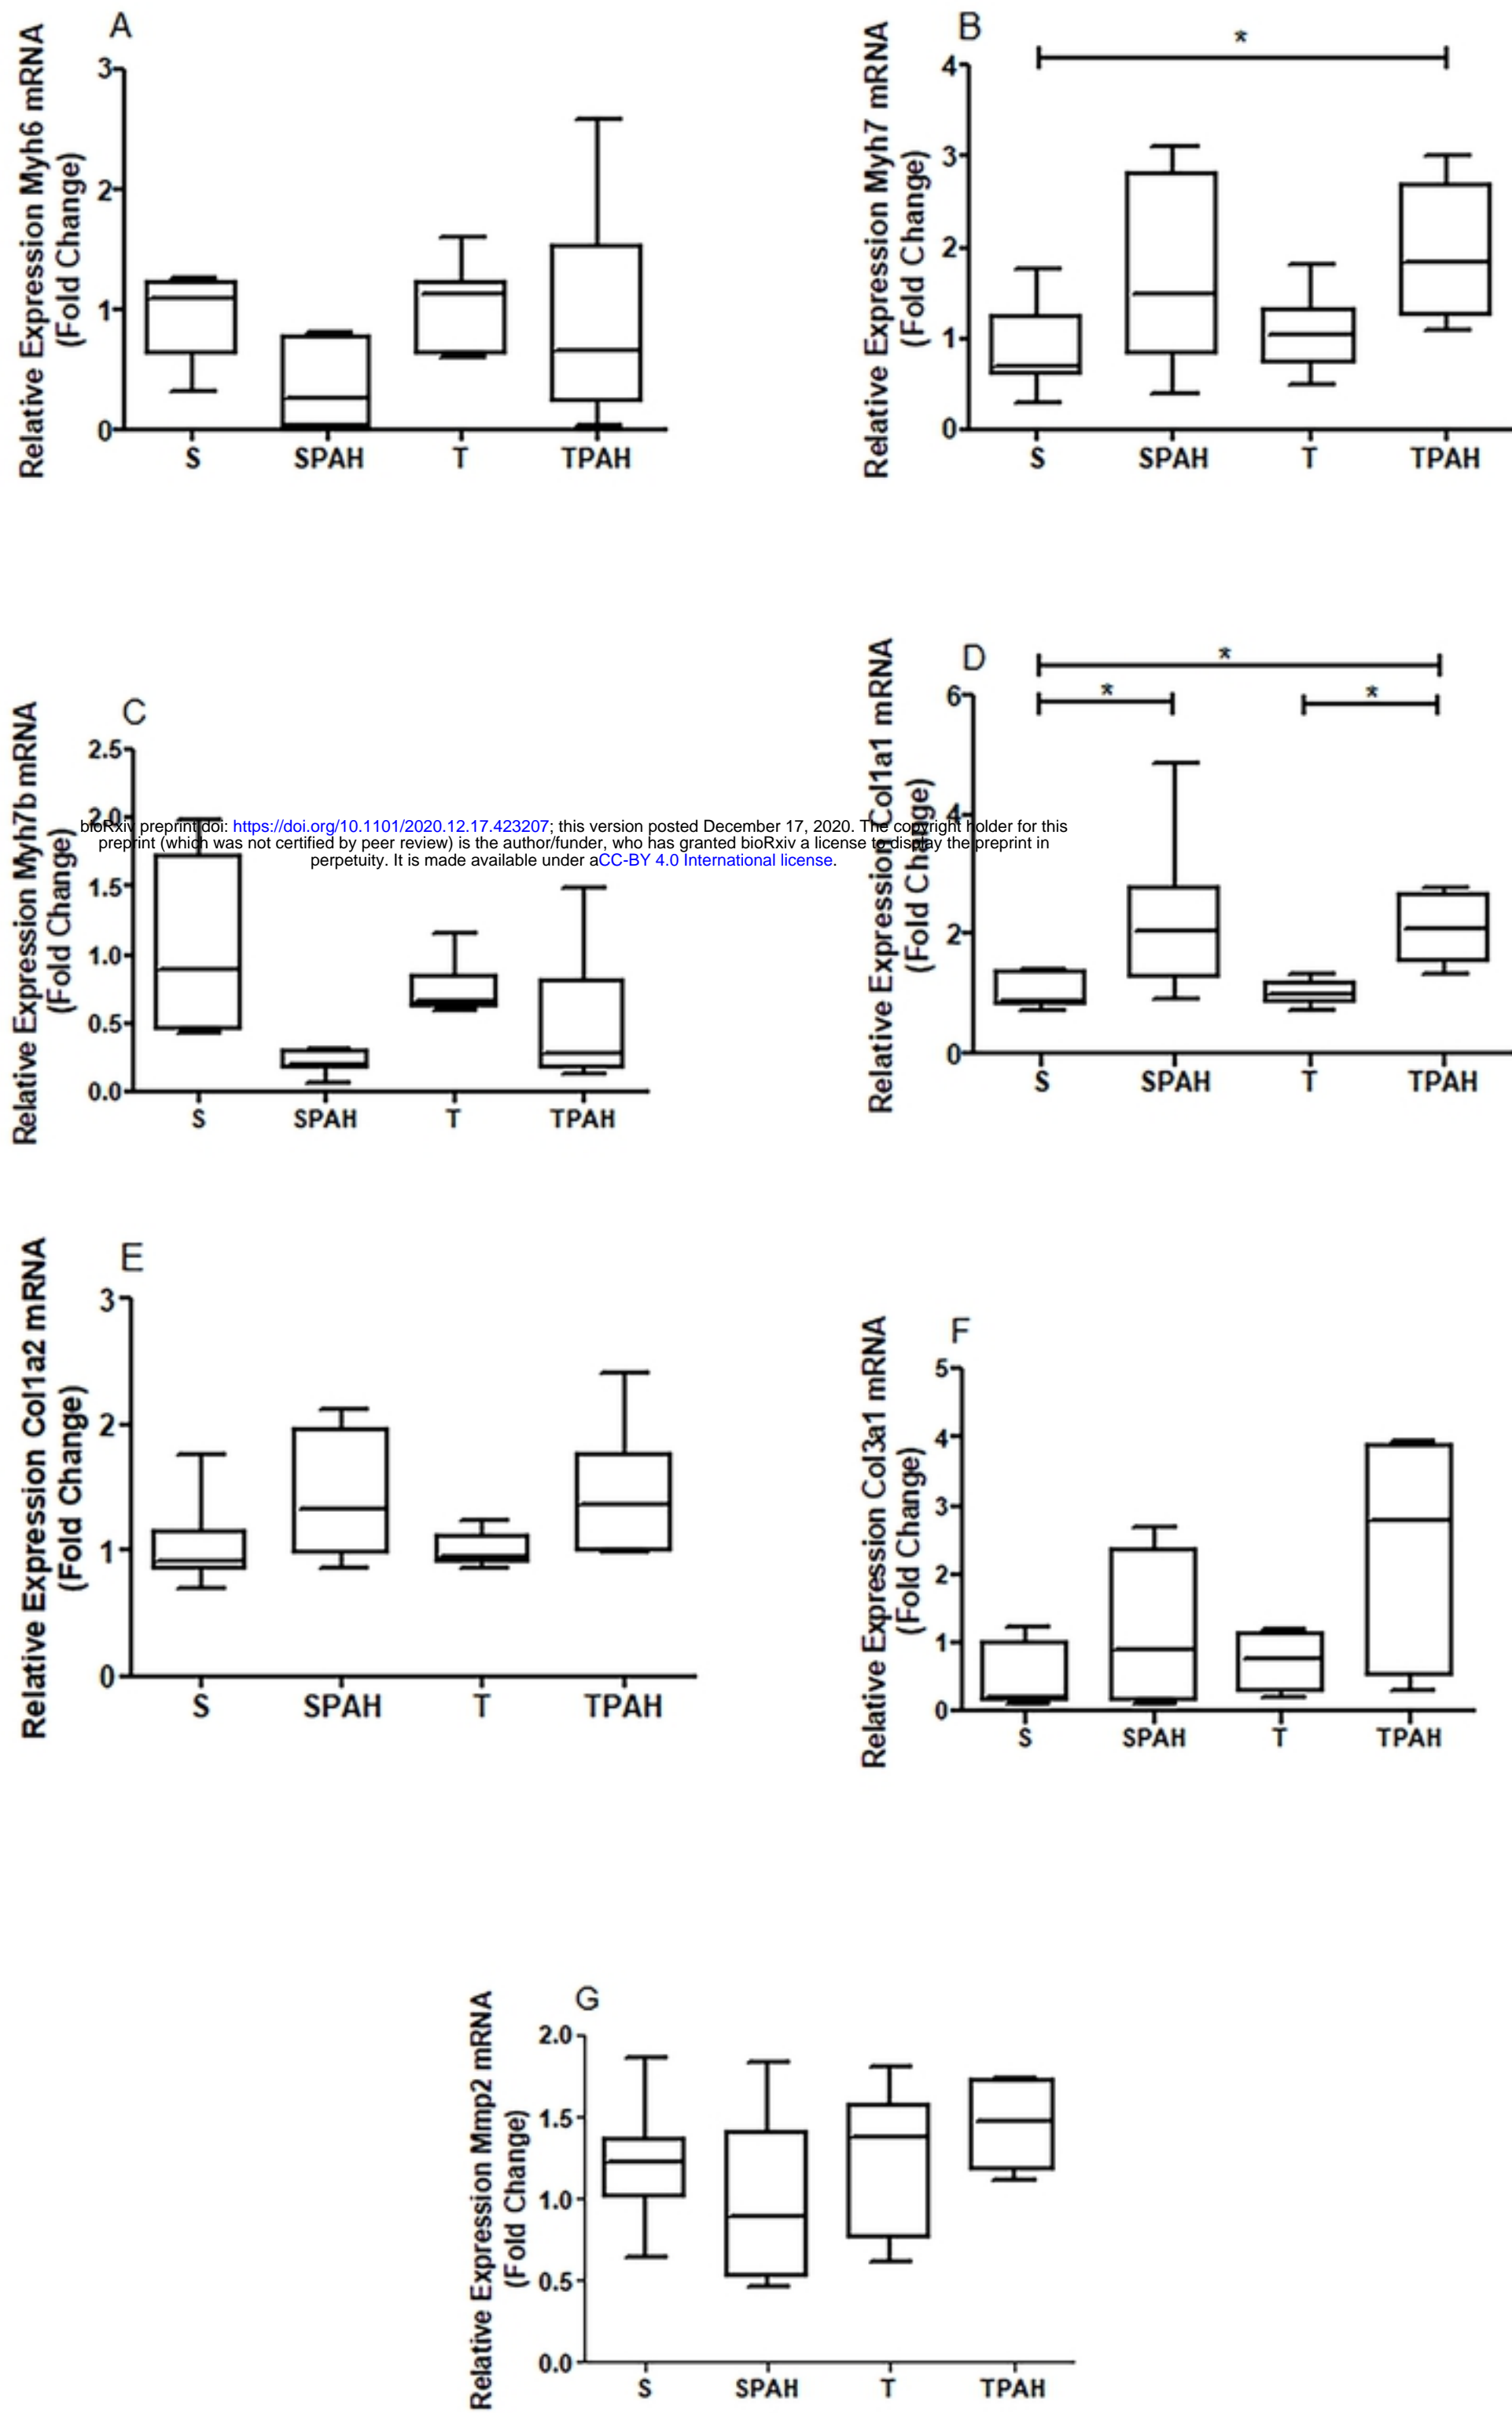 A
Relative Expression Myh6 mRNA
(Fold Change)
3
2
1
0
S SPAH T TPAH
B
*
Relative Expression Myh7 mRNA
(Fold Change)
4
3
2
1
0
S SPAH T TPAH
C
Relative Expression Myh7b mRNA
(Fold Change)
2.5
2.0
1.5
1.0
0.5
0.0
S SPAH T TPAH
bioRxiv preprint doi: https://doi.org/10.1101/2020.12.17.423207; this version posted December 17, 2020. The copyright holder for this
preprint (which was not certified by peer review) is the author/funder, who has granted bioRxiv a license to display the preprint in
perpetuity. It is made available under aCC-BY 4.0 International license.
D
*
* *
Relative Expression Col1a1 mRNA
(Fold Change)
6
4
2
0
S SPAH T TPAH
E
Relative Expression Col1a2 mRNA
(Fold Change)
3
2
1
0
S SPAH T TPAH
F
Relative Expression Col3a1 mRNA
(Fold Change)
5
4
3
2
1
0
S SPAH T TPAH
G
Relative Expression Mmp2 mRNA
(Fold Change)
2.0
1.5
1.0
0.5
0.0
S SPAH T TPAH